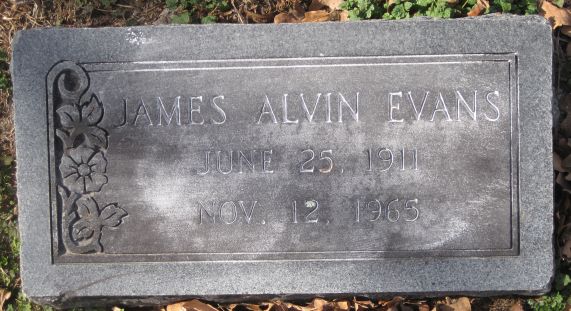 JAMES ALVIN EVANS
JUNE 25, 1911
NOV. 12, 1965